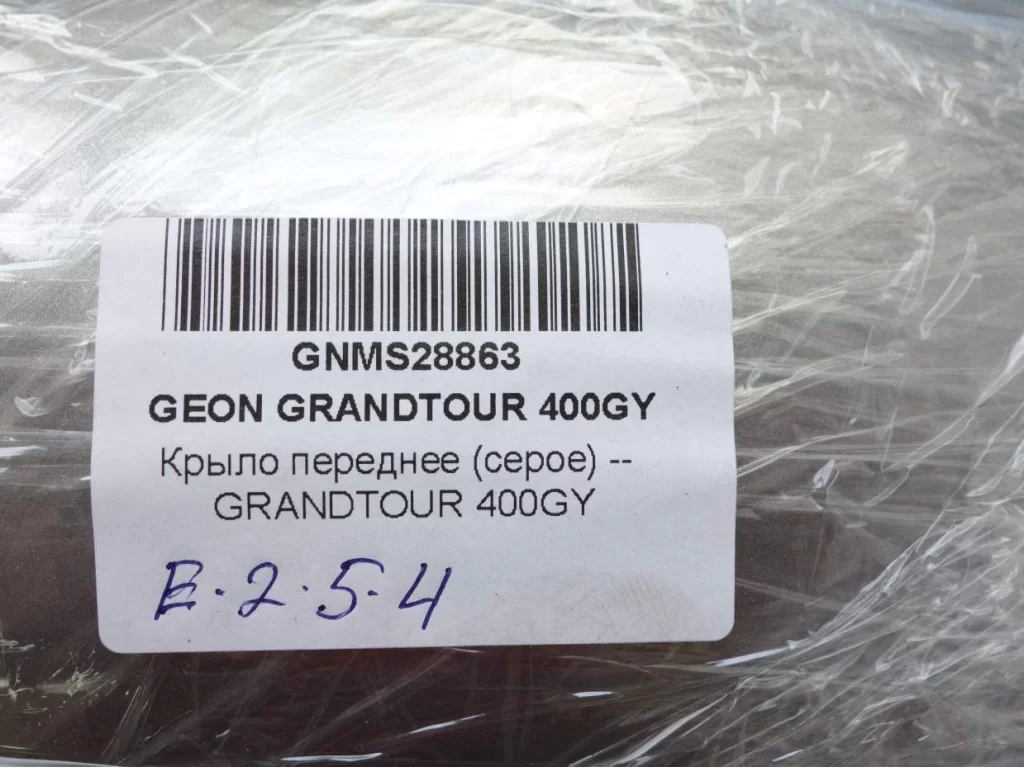 GNMS28863
GEON GRANDTOUR 400GY
Крыло переднее (серое) --
GRANDTOUR 400GY
E.2.5.4